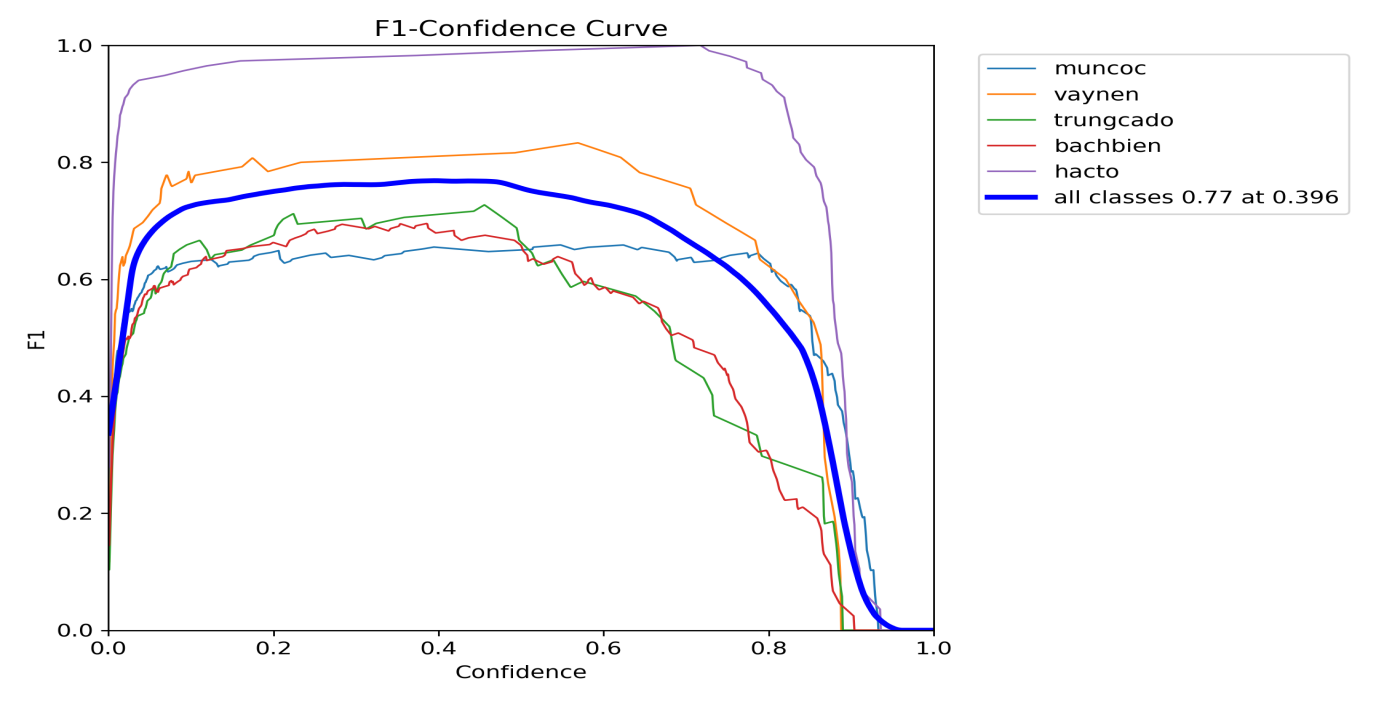 F1-Confidence Curve
F1
1.0
0.8
0.6
0.4
0.2
0.0
0.0 0.2 0.4 0.6 0.8 1.0
Confidence
muncoc
vaynen
trungcado
bachbien
hacto
all classes 0.77 at 0.396